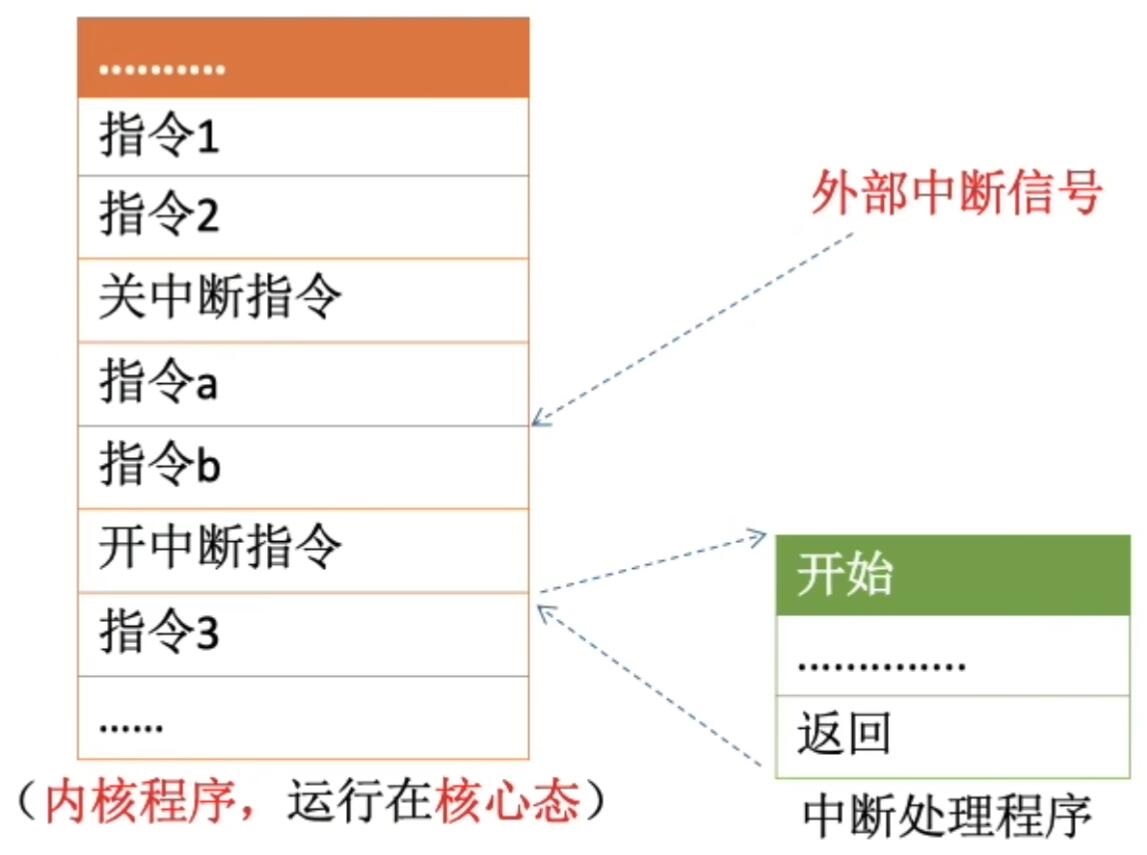 ..........
指令1
指令2
关中断指令
指令a
指令b
开中断指令
指令3
......
（内核程序，运行在核心态）
外部中断信号
开始
..............
返回
中断处理程序